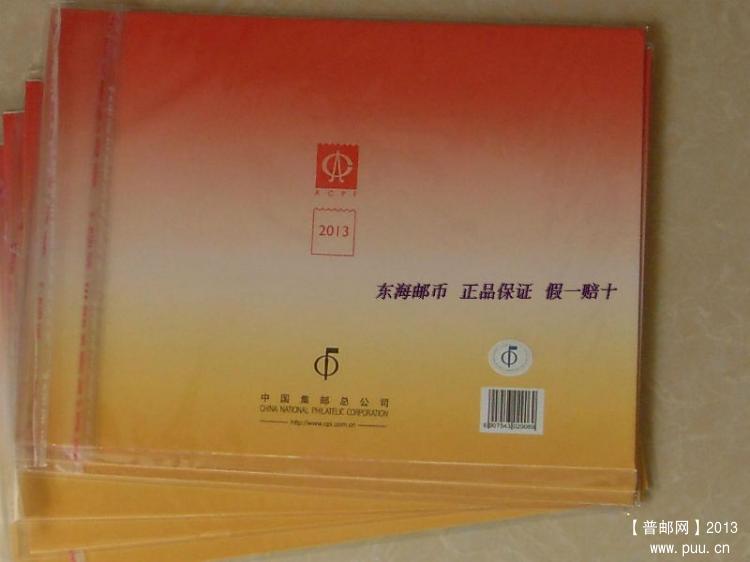 ACPF
2013
东海邮币 正品保证 假一赔十
中国集邮总公司
CHINA NATIONAL PHILATELIC CORPORATION
http://www.cpi.com.cn
【普邮网】2013
www.puu.cn